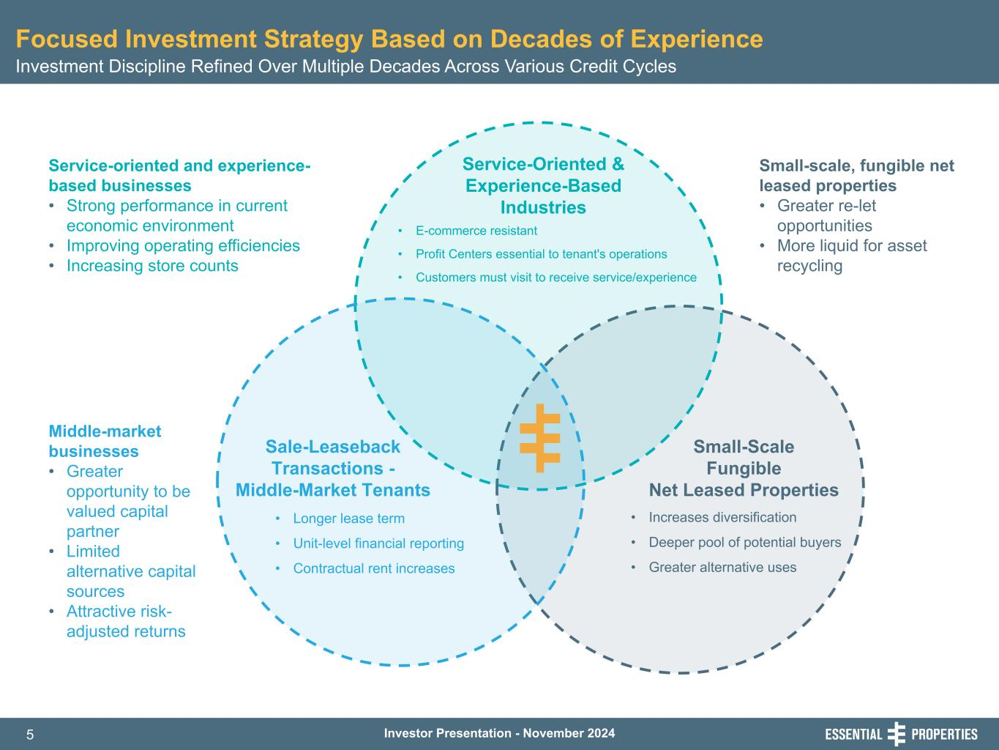 Focused Investment Strategy Based on Decades of Experience
Investment Discipline Refined Over Multiple Decades Across Various Credit Cycles
Service-oriented and experience-
based businesses
• Strong performance in current
economic environment
• Improving operating efficiencies
• Increasing store counts
Service-Oriented &
Experience-Based
Industries
• E-commerce resistant
• Profit Centers essential to tenant's operations
• Customers must visit to receive service/experience
Small-scale, fungible net
leased properties
• Greater re-let
opportunities
• More liquid for asset
recycling
Middle-market
businesses
• Greater
opportunity to be
valued capital
partner
• Limited
alternative capital
sources
• Attractive risk-
adjusted returns
Sale-Leaseback
Transactions -
Middle-Market Tenants
• Longer lease term
• Unit-level financial reporting
• Contractual rent increases
Small-Scale
Fungible
Net Leased Properties
• Increases diversification
• Deeper pool of potential buyers
• Greater alternative uses
5
Investor Presentation - November 2024
ESSENTIAL PROPERTIES